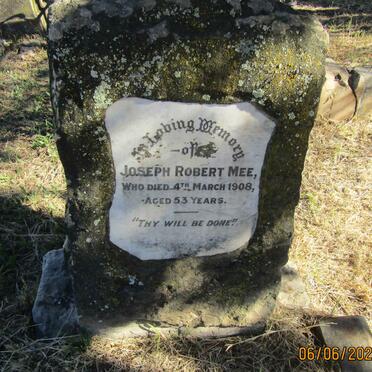 In Loving Memory
of
JOSEPH ROBERT MEE,
WHO DIED 4TH MARCH 1908,
AGED 53 YEARS.
"THY WILL BE DONE."
06/06/202